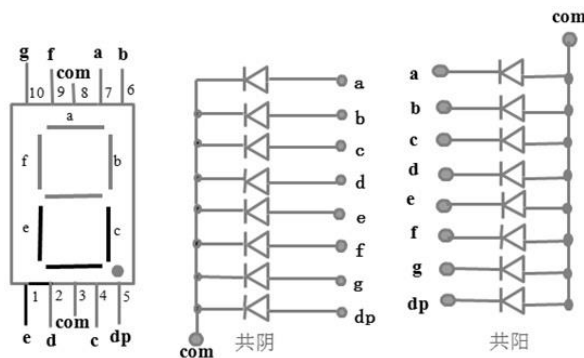 g f a b
com
10 9 8 7 6
a
f b
e c
1 2 3 4 5
com
e d c dp
a
b
c
d
e
f
g
dp
com
共阴
com
a
b
c
d
e
f
g
dp
共阳